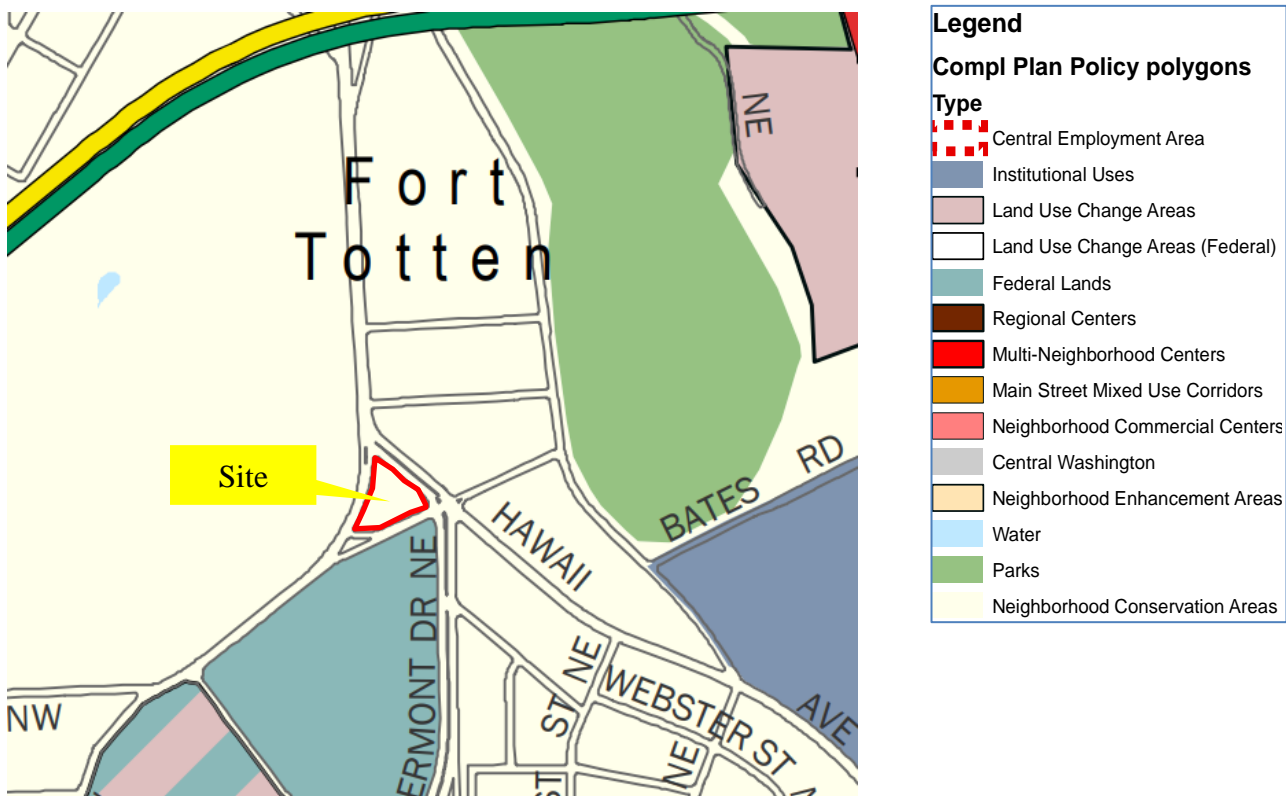 NE
Fort
Totten
Site
BATES RD
HAWAII
ERMONT DR NE
NW
ST NE
WEBSTER ST
NE
AVE
ST
Legend
Compl Plan Policy polygons
Type
Central Employment Area
Institutional Uses
Land Use Change Areas
Land Use Change Areas (Federal)
Federal Lands
Regional Centers
Multi-Neighborhood Centers
Main Street Mixed Use Corridors
Neighborhood Commercial Centers
Central Washington
Neighborhood Enhancement Areas
Water
Parks
Neighborhood Conservation Areas